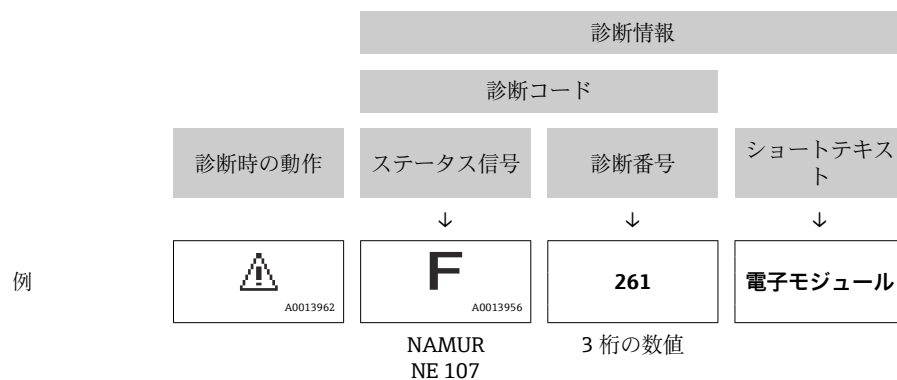 診断情報
診断コード
診断時の動作
ステータス信号
診断番号
ショートテキス
ト
↓
↓
↓
例
A0013962
F
A0013956
261
電子モジュール
NAMUR
NE 107
3 桁の数値